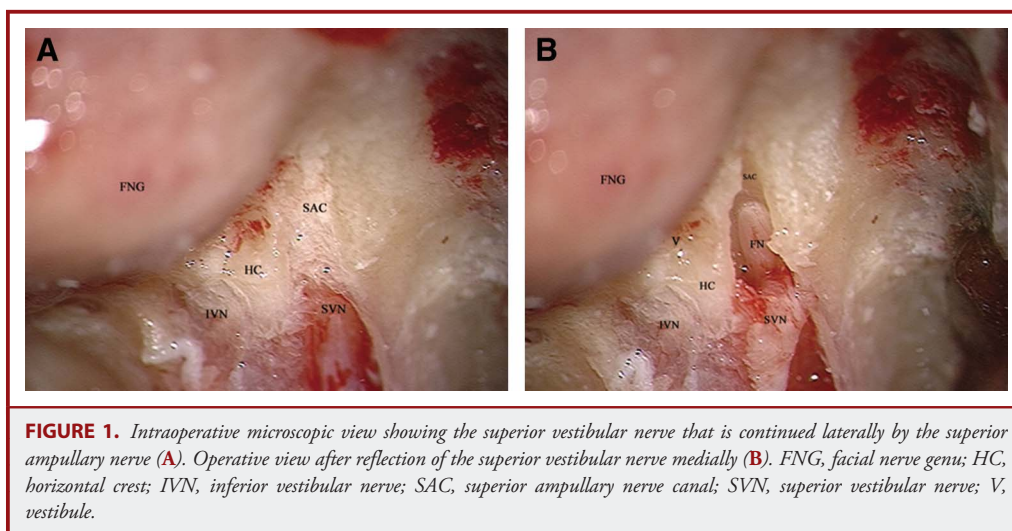 A
B
FNG
SAC
HC
IVN
SVN
FNG
SAC
V
FN
HC
IVN
SVN
FIGURE 1. Intraoperative microscopic view showing the superior vestibular nerve that is continued laterally by the superior
ampullary nerve (A). Operative view after reflection of the superior vestibular nerve medially (B). FNG, facial nerve genu; HC,
horizontal crest; IVN, inferior vestibular nerve; SAC, superior ampullary nerve canal; SVN, superior vestibular nerve; V,
vestibule.